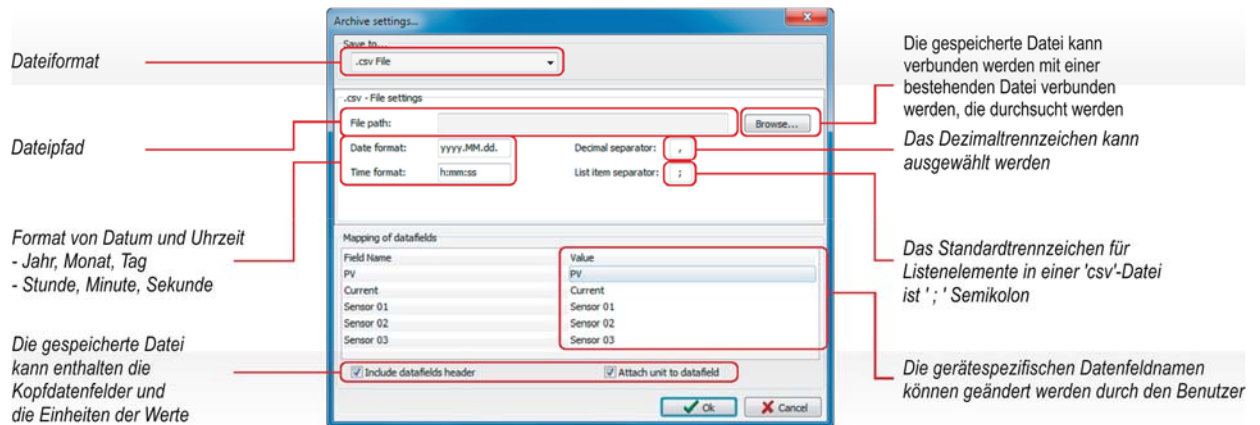 Dateiformat
Dateipfad
Format von Datum und Uhrzeit
- Jahr, Monat, Tag
- Stunde, Minute, Sekunde
Die gespeicherte Datei
kann enthalten die
Kopfdatenfelder und
die Einheiten der Werte
Archive settings...
Save to...
.csv File
.csv - File settings
File path:
Browse...
Date format:
yyyy.MM.dd.
Decimal separator:
,
Time format:
h:mm:ss
List item separator:
;
Mapping of datafields
Field Name
Value
PV
PV
Current
Current
Sensor 01
Sensor 01
Sensor 02
Sensor 02
Sensor 03
Sensor 03
Include datafields header
Attach unit to datafield
Ok
Cancel
Die gespeicherte Datei kann
verbunden werden mit einer
bestehenden Datei verbunden
werden, die durchsucht werden
Das Dezimaltrennzeichen kann
ausgewählt werden
Das Standardtrennzeichen für
Listenelemente in einer 'csv'-Datei
ist ' ; ' Semikolon
Die gerätespezifischen Datenfeldnamen
können geändert werden durch den Benutzer